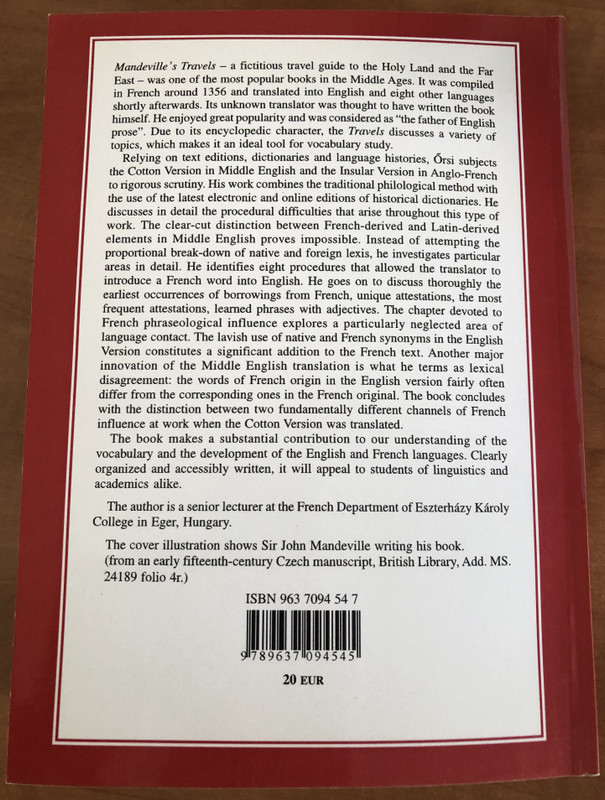 Mandeville's Travels – a fictitious travel guide to the Holy Land and the Far
East – was one of the most popular books in the Middle Ages. It was compiled
in French around 1356 and translated into English and eight other languages
shortly afterwards. Its unknown translator was thought to have written the book
himself. He enjoyed great popularity and was considered as “the father of English
prose”. Due to its encyclopedic character, the Travels discusses a variety of
topics, which makes it an ideal tool for vocabulary study.
Relying on text editions, dictionaries and language histories, Őrsi subjects
the Cotton Version in Middle English and the Insular Version in Anglo-French
to rigorous scrutiny. His work combines the traditional philological method with
the use of the latest electronic and online editions of historical dictionaries. He
discusses in detail the procedural difficulties that arise throughout this type of
work. The clear-cut distinction between French-derived and Latin-derived
elements in Middle English proves impossible. Instead of attempting the
proportional break-down of native and foreign lexis, he investigates particular
areas in detail. He identifies eight procedures that allowed the translator to
introduce a French word into English. He goes on to discuss thoroughly the
earliest occurrences of borrowings from French, unique attestations, the most
frequent attestations, learned phrases with adjectives. The chapter devoted to
French phraseological influence explores a particularly neglected area of
language contact. The lavish use of native and French synonyms in the English
Version constitutes a significant addition to the French text. Another major
innovation of the Middle English translation is what he terms as lexical
disagreement: the words of French origin in the English version fairly often
differ from the corresponding ones in the French original. The book concludes
with the distinction between two fundamentally different channels of French
influence at work when the Cotton Version was translated.
The book makes a substantial contribution to our understanding of the
vocabulary and the development of the English and French languages. Clearly
organized and accessibly written, it will appeal to students of linguistics and
academics alike.
The author is a senior lecturer at the French Department of Eszterházy Károly
College in Eger, Hungary.
The cover illustration shows Sir John Mandeville writing his book.
(from an early fifteenth-century Czech manuscript, British Library, Add. MS.
24189 folio 4r.)
ISBN 963 7094 54 7
9789637094545
20 EUR